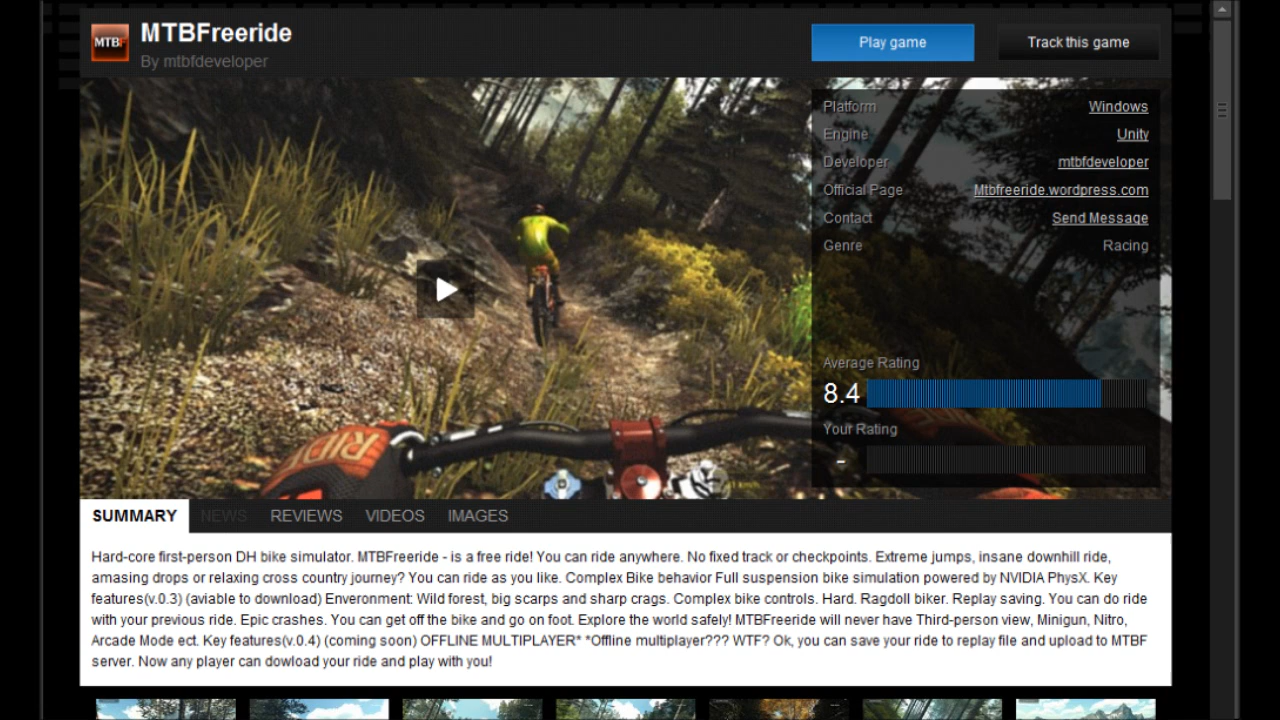 MTBFreeride
MTBF
By mtbfdeveloper
Play game
Track this game
Platform Windows
Engine Unity
Developer mtbfdeveloper
Official Page Mtbfreeride.wordpress.com
Contact Send Message
Genre Racing
Average Rating
8.4
Your Rating
-
RIDE
SUMMARY NEWS REVIEWS VIDEOS IMAGES
Hard-core first-person DH bike simulator. MTBFreeride - is a free ride! You can ride anywhere. No fixed track or checkpoints. Extreme jumps, insane downhill ride,
amasing drops or relaxing cross country journey? You can ride as you like. Complex Bike behavior Full suspension bike simulation powered by NVIDIA PhysX. Key
features(v.0.3) (aviable to download) Enveronment: Wild forest, big scarps and sharp crags. Complex bike controls. Hard. Ragdoll biker. Replay saving. You can do ride
with your previous ride. Epic crashes. You can get off the bike and go on foot. Explore the world safely! MTBFreeride will never have Third-person view, Minigun, Nitro,
Arcade Mode ect. Key features(v.0.4) (coming soon) OFFLINE MULTIPLAYER* *Offline multiplayer??? WTF? Ok, you can save your ride to replay file and upload to MTBF
server. Now any player can dowload your ride and play with you!